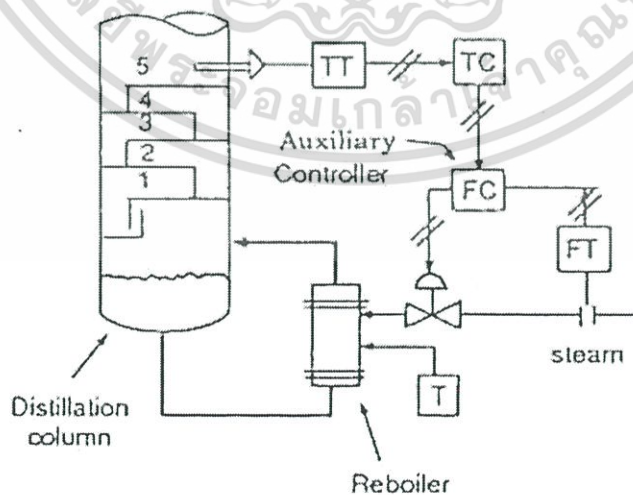 5
TT
TC
4
3
2
1
Auxiliary
Controller
FC
FT
steam
T
Distillation
column
Reboiler